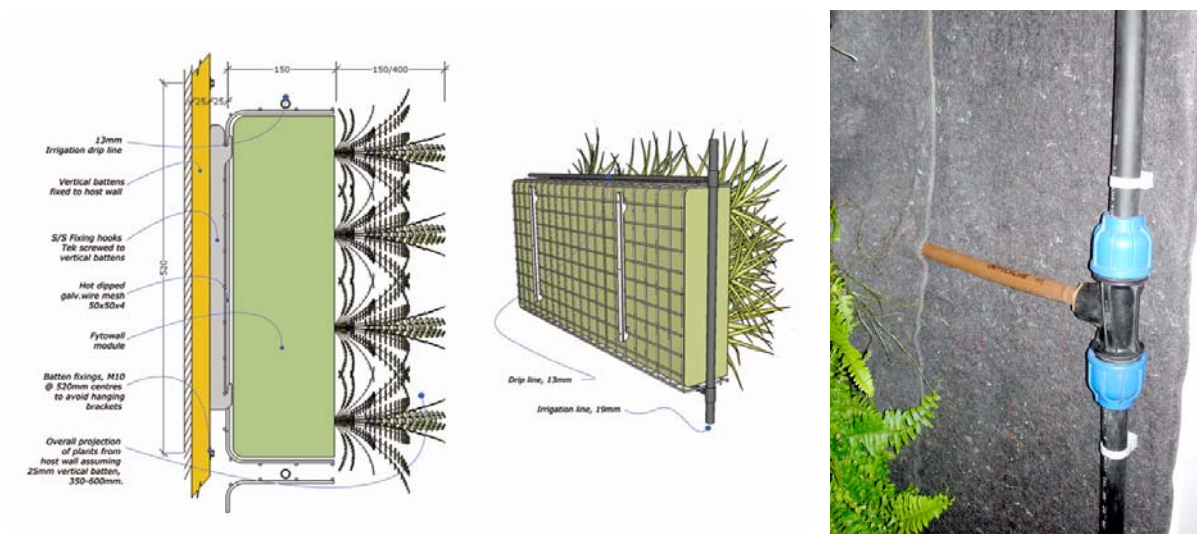 150
150/400
25
25
13mm
Irrigation drip line
Vertical battens
fixed to host wall
S/S Fixing hooks
Tek screwed to
vertical battens
520
Hot dipped
galv.wire mesh
50x50x4
Fytowall
module
Batten fixings, M10
@ 520mm centres
to avoid hanging
brackets
Overall projection
of plants from
host wall assuming
25mm vertical batten,
350-600mm.
Drip line, 13mm
Irrigation line, 19mm